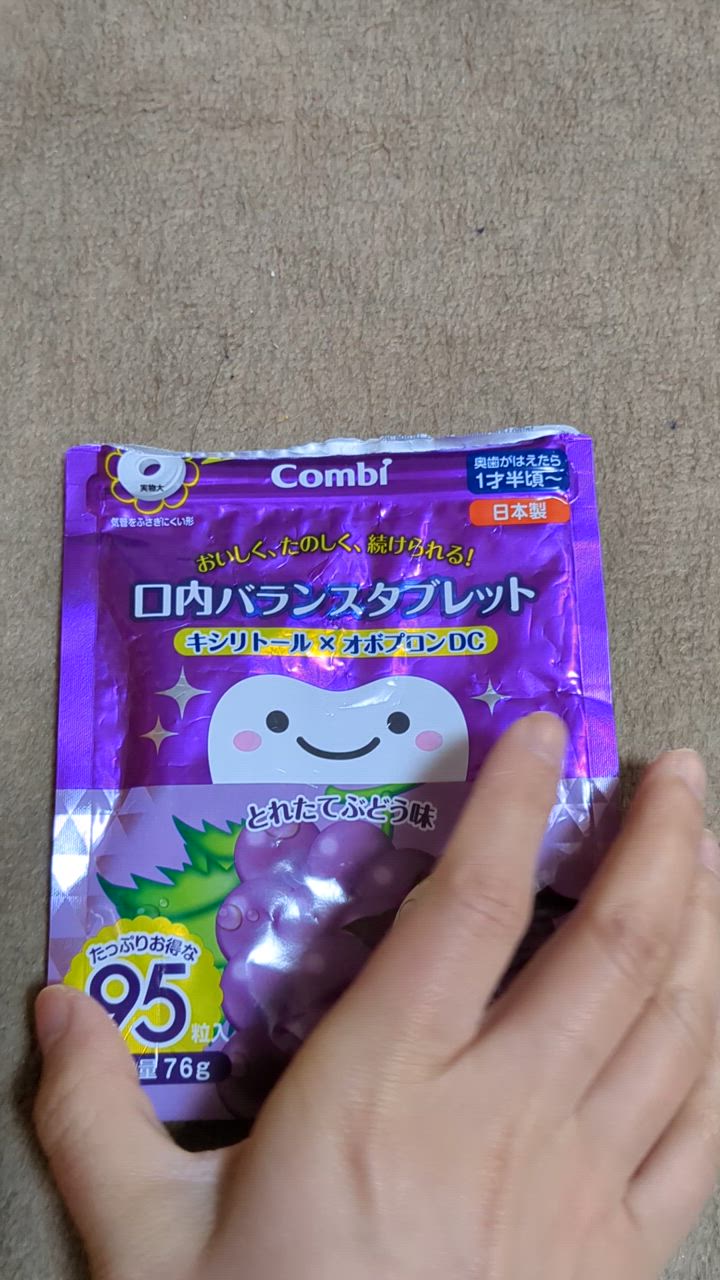 Combi
奥歯がはえたら
1才半頃~
日本製
実物大
気管をふさぎにくい形
おいしく、たのしく、続けられる!
口内バランスタブレット
キシリトール×オボプロンDC
とれたてぶどう味
たっぷりお得な
95粒入
量 76g